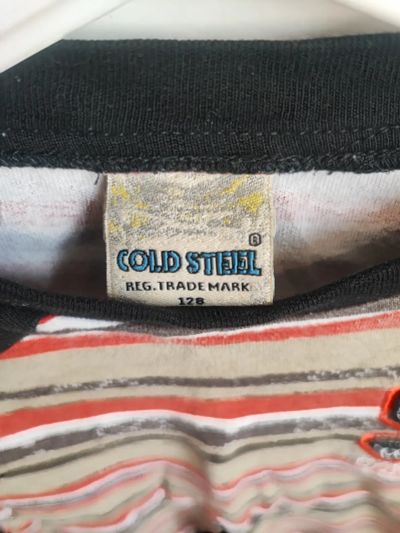 ®
COLD STEEL
REG. TRADE MARK
128